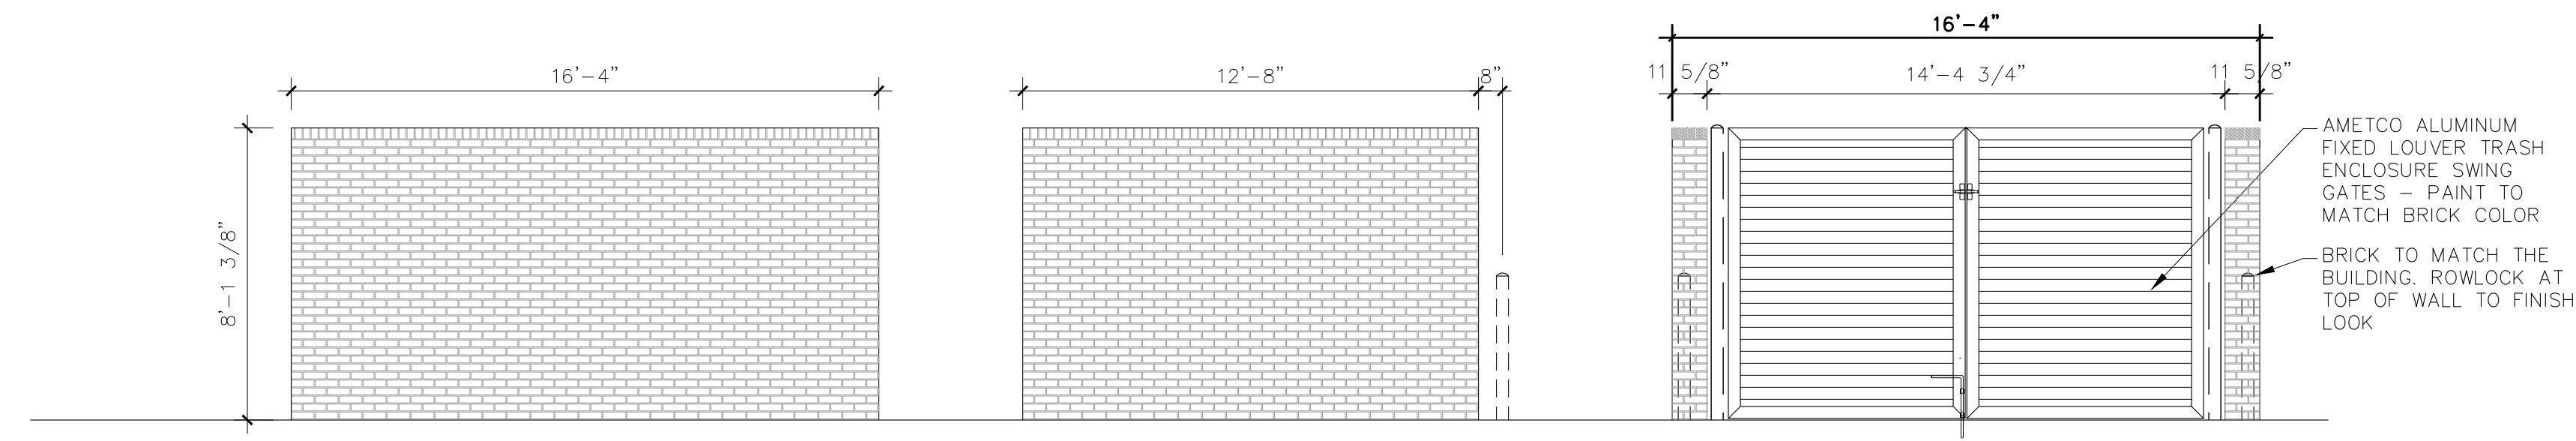 16'-4"
16'-4"
12'-8"
8"
11 5/8"
14'-4 3/4"
11 5/8"
8'-1 3/8"
AMETCO ALUMINUM
FIXED LOUVER TRASH
ENCLOSURE SWING
GATES – PAINT TO
MATCH BRICK COLOR
BRICK TO MATCH THE
BUILDING. ROWLOCK AT
TOP OF WALL TO FINISH
LOOK